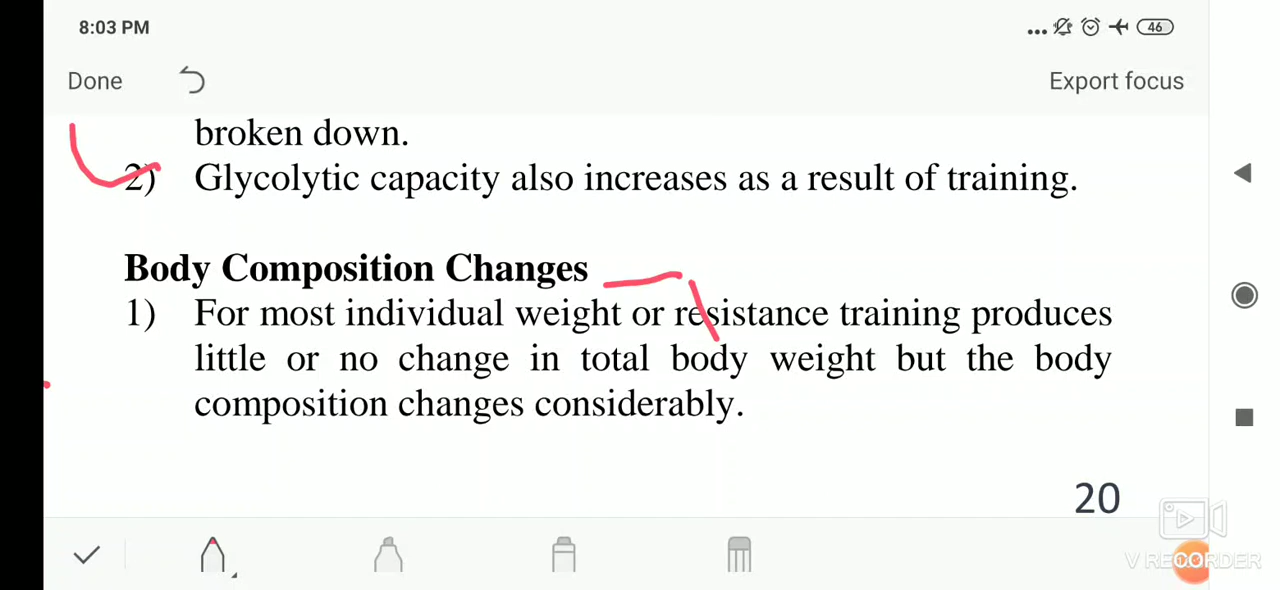 8:03 PM
46
Done
Export focus
broken down.
2) Glycolytic capacity also increases as a result of training.
Body Composition Changes
1) For most individual weight or resistance training produces
little or no change in total body weight but the body
composition changes considerably.
20
V RECORDER